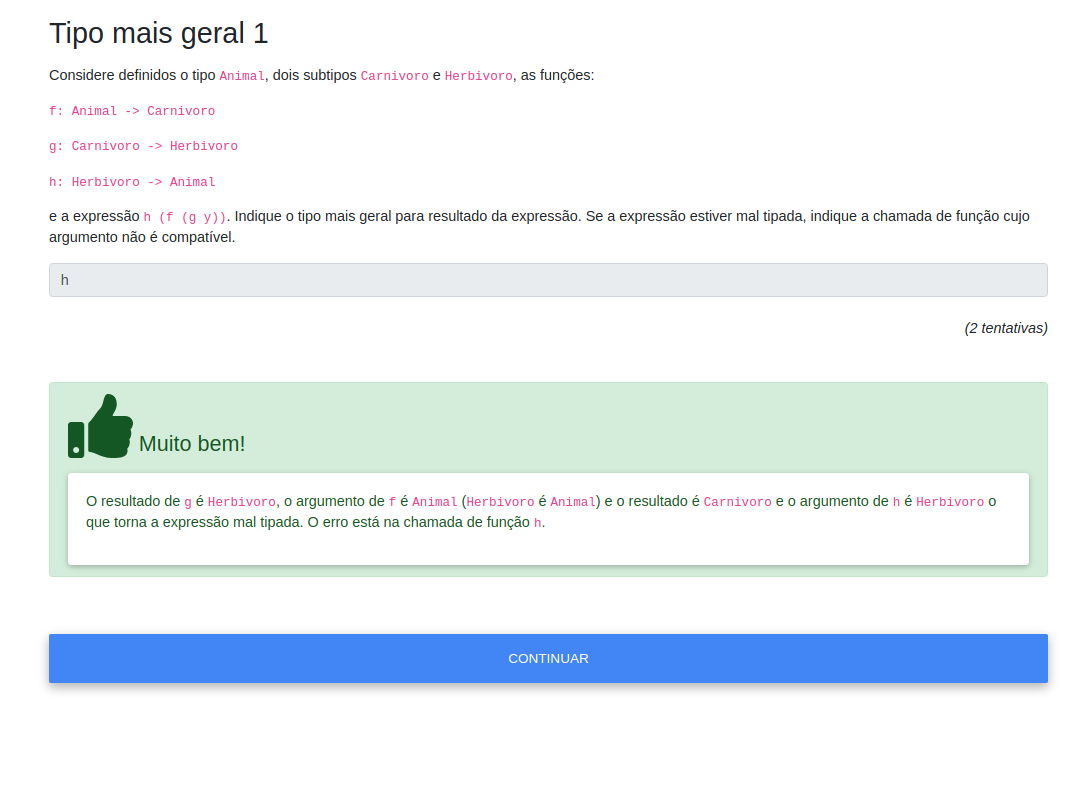 Tipo mais geral 1
Considere definidos o tipo Animal, dois subtipos Carnivoro e Herbivoro, as funções:
f: Animal -> Carnivoro
g: Carnivoro -> Herbivoro
h: Herbivoro -> Animal
e a expressão h (f (g y)). Indique o tipo mais geral para resultado da expressão. Se a expressão estiver mal tipada, indique a chamada de função cujo
argumento não é compatível.
h
(2 tentativas)
Muito bem!
O resultado de g é Herbivoro, o argumento de f é Animal (Herbivoro é Animal) e o resultado é Carnivoro e o argumento de h é Herbivoro o
que torna a expressão mal tipada. O erro está na chamada de função h.
CONTINUAR